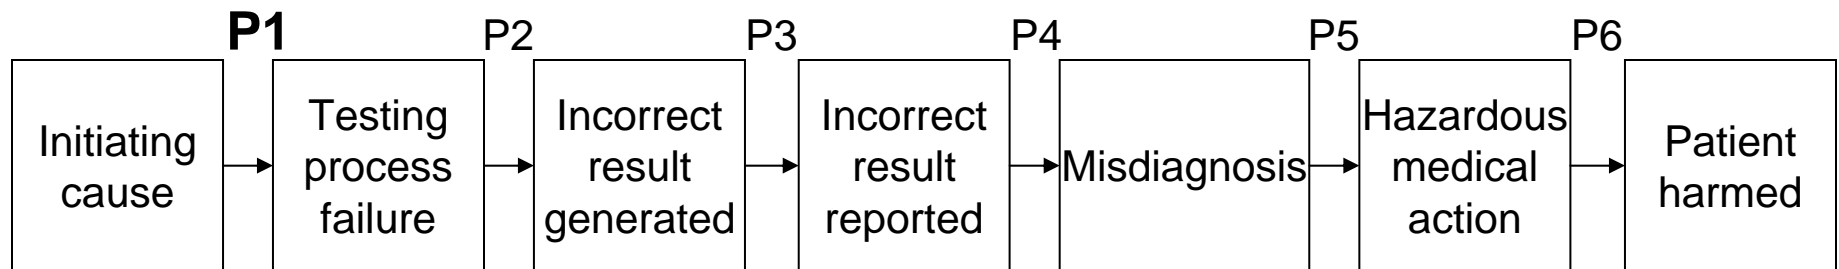 P1
P2
P3
P4
P5
P6
Initiating
cause
Testing
process
failure
Incorrect
result
generated
Incorrect
result
reported
Misdiagnosis
Hazardous
medical
action
Patient
harmed